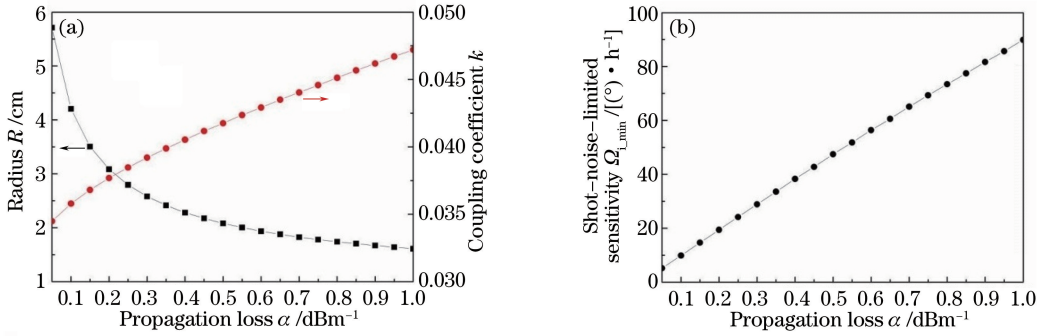 (a)
6
5
4
3
2
1
Radius R /cm
0.050
0.045
0.040
0.035
0.030
Coupling coefficient k
0.1 0.2 0.3 0.4 0.5 0.6 0.7 0.8 0.9 1.0
Propagation loss α /dBm⁻¹
(b)
100
80
60
40
20
0
Shot-noise-limited
sensitivity Ω_i_min /[(°)·h⁻¹]
0.1 0.2 0.3 0.4 0.5 0.6 0.7 0.8 0.9 1.0
Propagation loss α /dBm⁻¹